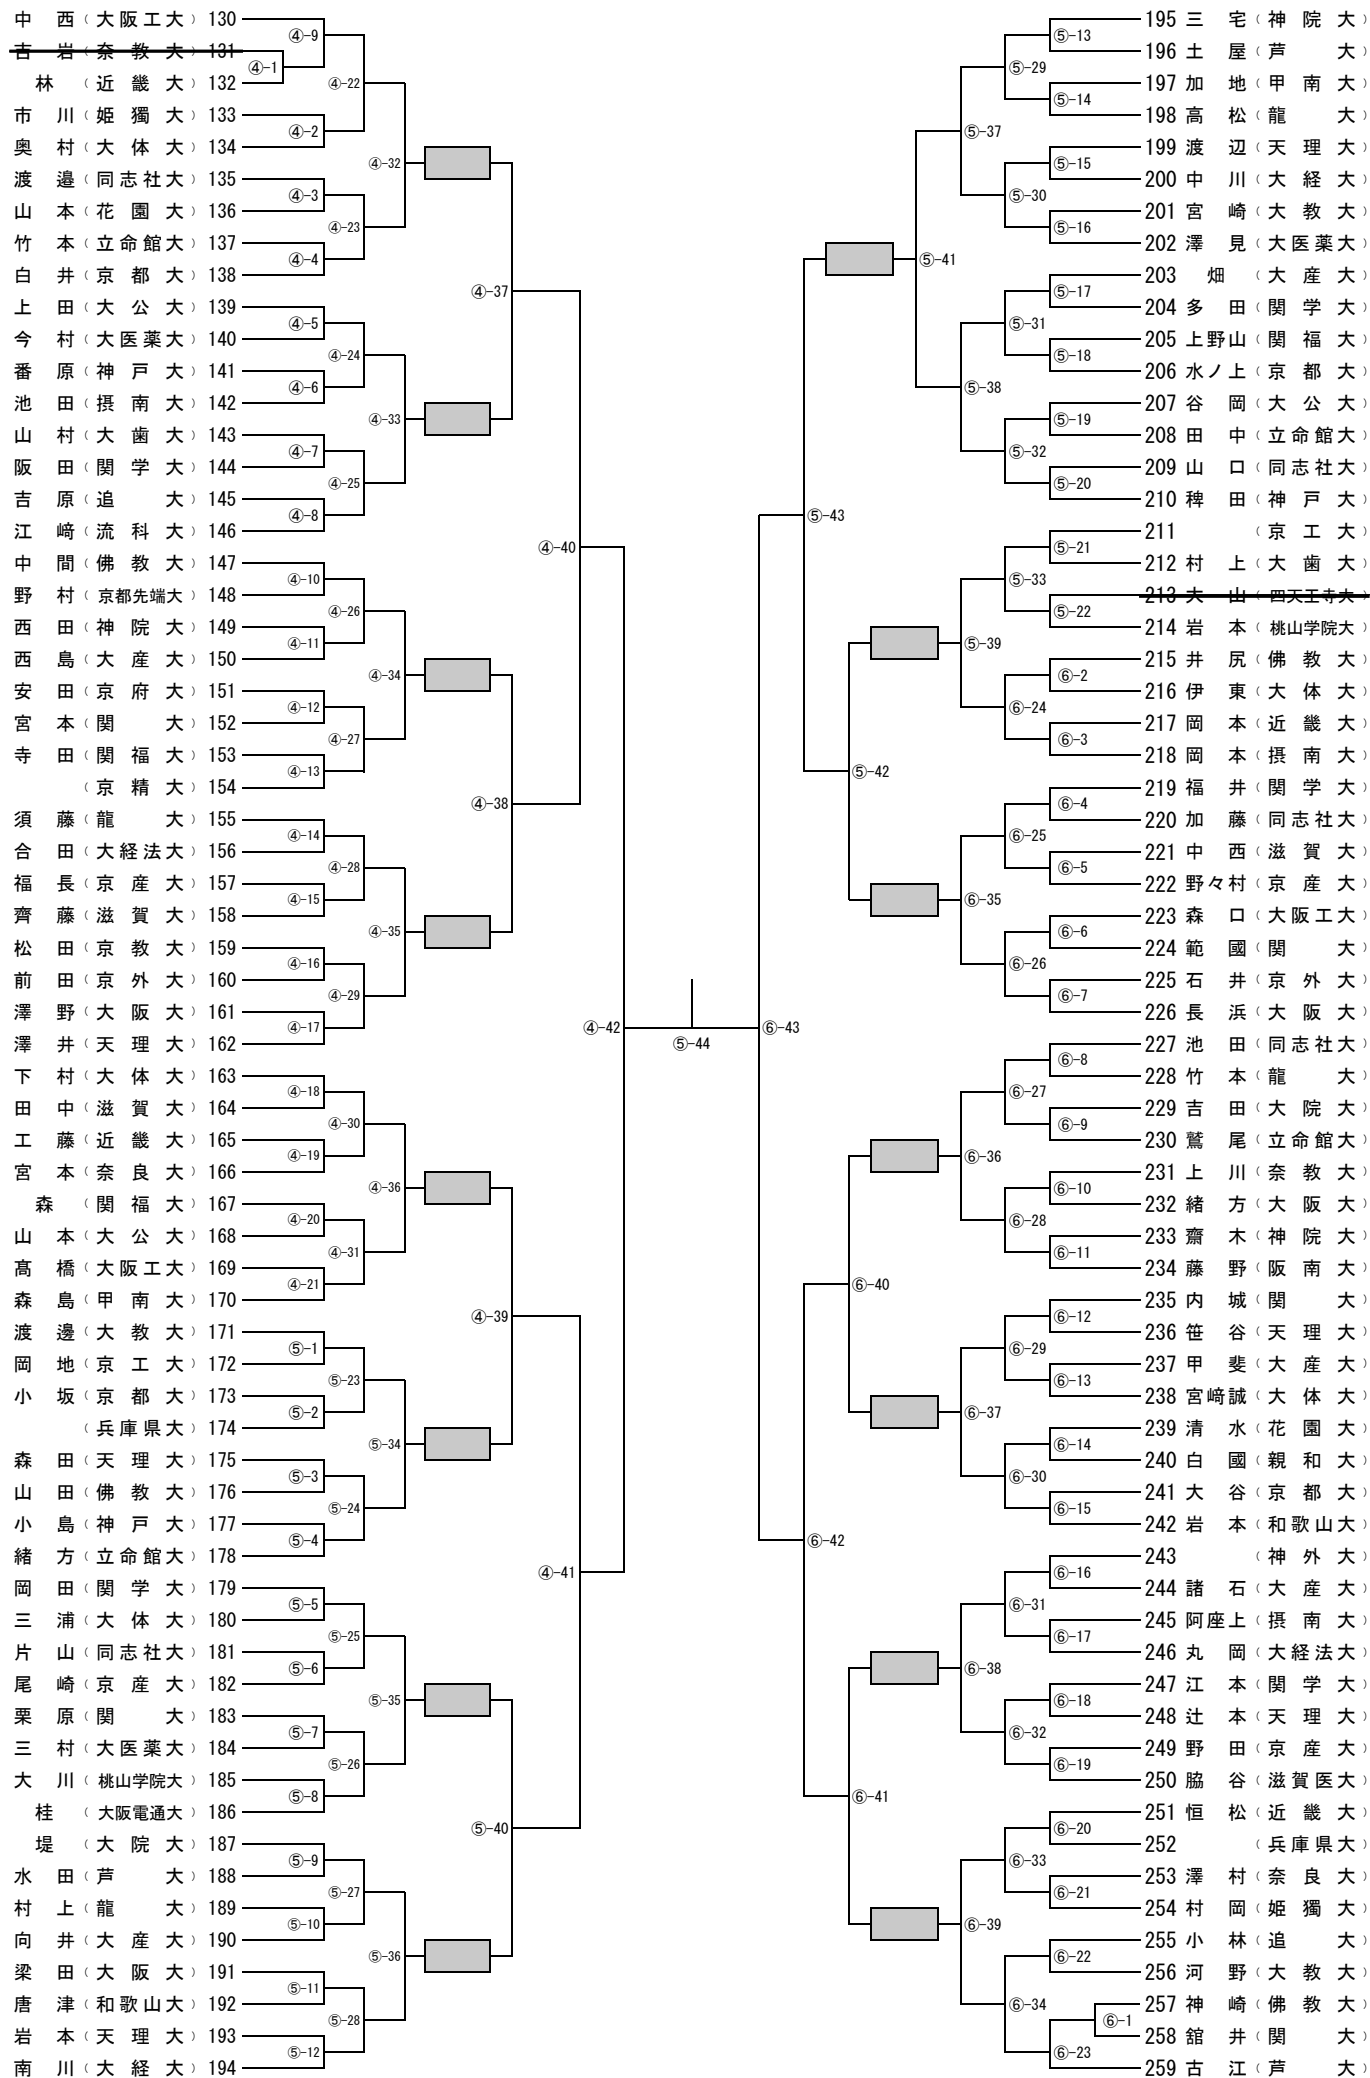 中 西（大阪工大）130
吉 岩（奈教大）131
林（近畿大）132
市 川（姫獨大）133
奥 村（大体大）134
渡 邉（同志社大）135
山 本（花園大）136
竹 本（立命館大）137
白 井（京都大）138
上 田（大公大）139
今 村（大医薬大）140
番 原（神戸大）141
池 田（摂南大）142
山 村（大歯大）143
阪 田（関学大）144
吉 原（追 大）145
江 﨑（流科大）146
中 間（佛教大）147
野 村（京都先端大）148
西 田（神院大）149
西 島（大産大）150
安 田（京府大）151
宮 本（関 大）152
寺 田（関福大）153
（京精大）154
須 藤（龍 大）155
合 田（大経法大）156
福 長（京産大）157
齊 藤（滋賀大）158
松 田（京教大）159
前 田（京外大）160
澤 野（大阪大）161
澤 井（天理大）162
下 村（大体大）163
田 中（滋賀大）164
工 藤（近畿大）165
宮 本（奈良大）166
森（関福大）167
山 本（大公大）168
髙 橋（大阪工大）169
森 島（甲南大）170
渡 邊（大教大）171
岡 地（京工大）172
小 坂（京都大）173
（兵庫県大）174
森 田（天理大）175
山 田（佛教大）176
小 島（神戸大）177
緒 方（立命館大）178
岡 田（関学大）179
三 浦（大体大）180
片 山（同志社大）181
尾 崎（京産大）182
栗 原（関 大）183
三 村（大医薬大）184
大 川（桃山学院大）185
桂（大阪電通大）186
堤（大院大）187
水 田（芦 大）188
村 上（龍 大）189
向 井（大産大）190
梁 田（大阪大）191
唐 津（和歌山大）192
岩 本（天理大）193
南 川（大経大）194
④-1
④-9
④-2
④-3
④-4
④-5
④-6
④-7
④-8
④-10
④-11
④-12
④-13
④-14
④-15
④-16
④-17
④-18
④-19
④-20
④-21
⑤-1
⑤-2
⑤-3
⑤-4
⑤-5
⑤-6
⑤-7
⑤-8
⑤-9
⑤-10
⑤-11
⑤-12
④-22
④-23
④-24
④-25
④-26
④-27
④-28
④-29
④-30
④-31
⑤-23
⑤-24
⑤-25
⑤-26
⑤-27
⑤-28
④-32
④-33
④-34
④-35
④-36
⑤-34
⑤-35
⑤-36
④-37
④-38
④-39
⑤-40
④-40
④-41
④-42
⑤-44
⑥-43
⑤-43
⑥-42
⑤-41
⑤-42
⑥-40
⑥-41
⑤-37
⑤-38
⑤-39
⑥-35
⑥-36
⑥-37
⑥-38
⑥-39
⑤-29
⑤-30
⑤-31
⑤-32
⑤-33
⑥-24
⑥-25
⑥-26
⑥-27
⑥-28
⑥-29
⑥-30
⑥-31
⑥-32
⑥-33
⑥-34
⑤-13
⑤-14
⑤-15
⑤-16
⑤-17
⑤-18
⑤-19
⑤-20
⑤-21
⑤-22
⑥-2
⑥-3
⑥-4
⑥-5
⑥-6
⑥-7
⑥-8
⑥-9
⑥-10
⑥-11
⑥-12
⑥-13
⑥-14
⑥-15
⑥-16
⑥-17
⑥-18
⑥-19
⑥-20
⑥-21
⑥-22
⑥-1
⑥-23
195 三 宅（神院大）
196 土 屋（芦 大）
197 加 地（甲南大）
198 高 松（龍 大）
199 渡 辺（天理大）
200 中 川（大経大）
201 宮 崎（大教大）
202 澤 見（大医薬大）
203 畑（大産大）
204 多 田（関学大）
205 上野山（関福大）
206 水ノ上（京都大）
207 谷 岡（大公大）
208 田 中（立命館大）
209 山 口（同志社大）
210 稗 田（神戸大）
211（京工大）
212 村 上（大歯大）
213 大 山（四天王寺大）
214 岩 本（桃山学院大）
215 井 尻（佛教大）
216 伊 東（大体大）
217 岡 本（近畿大）
218 岡 本（摂南大）
219 福 井（関学大）
220 加 藤（同志社大）
221 中 西（滋賀大）
222 野々村（京産大）
223 森 口（大阪工大）
224 範 國（関 大）
225 石 井（京外大）
226 長 浜（大阪大）
227 池 田（同志社大）
228 竹 本（龍 大）
229 吉 田（大院大）
230 鷲 尾（立命館大）
231 上 川（奈教大）
232 緒 方（大阪大）
233 齋 木（神院大）
234 藤 野（阪南大）
235 内 城（関 大）
236 笹 谷（天理大）
237 甲 斐（大産大）
238 宮﨑誠（大体大）
239 清 水（花園大）
240 白 國（親和大）
241 大 谷（京都大）
242 岩 本（和歌山大）
243（神外大）
244 諸 石（大産大）
245 阿座上（摂南大）
246 丸 岡（大経法大）
247 江 本（関学大）
248 辻 本（天理大）
249 野 田（京産大）
250 脇 谷（滋賀医大）
251 恒 松（近畿大）
252（兵庫県大）
253 澤 村（奈良大）
254 村 岡（姫獨大）
255 小 林（追 大）
256 河 野（大教大）
257 神 崎（佛教大）
258 舘 井（関 大）
259 古 江（芦 大）